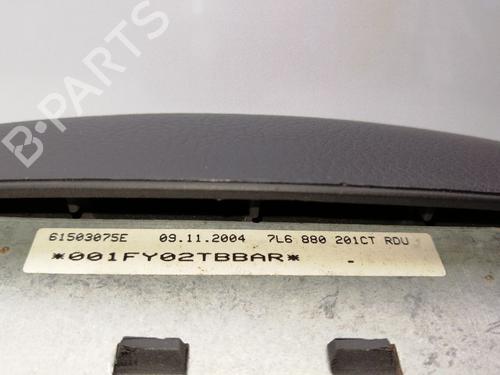 B-PARTS
61503075E 09.11.2004 7L6 880 201CT RDU
*001FY02TBBAR* -